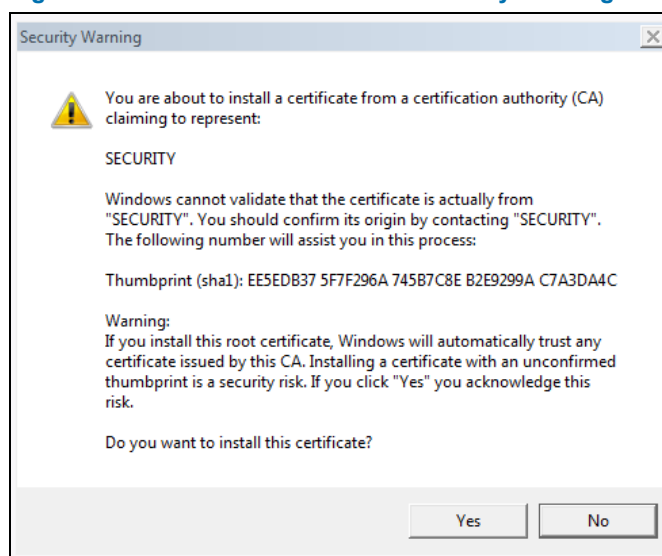 Security Warning
You are about to install a certificate from a certification authority (CA)
claiming to represent:
SECURITY
Windows cannot validate that the certificate is actually from
"SECURITY". You should confirm its origin by contacting "SECURITY".
The following number will assist you in this process:
Thumbprint (sha1): EE5EDB37 5F7F296A 745B7C8E B2E9299A C7A3DA4C
Warning:
If you install this root certificate, Windows will automatically trust any
certificate issued by this CA. Installing a certificate with an unconfirmed
thumbprint is a security risk. If you click "Yes" you acknowledge this
risk.
Do you want to install this certificate?
Yes No